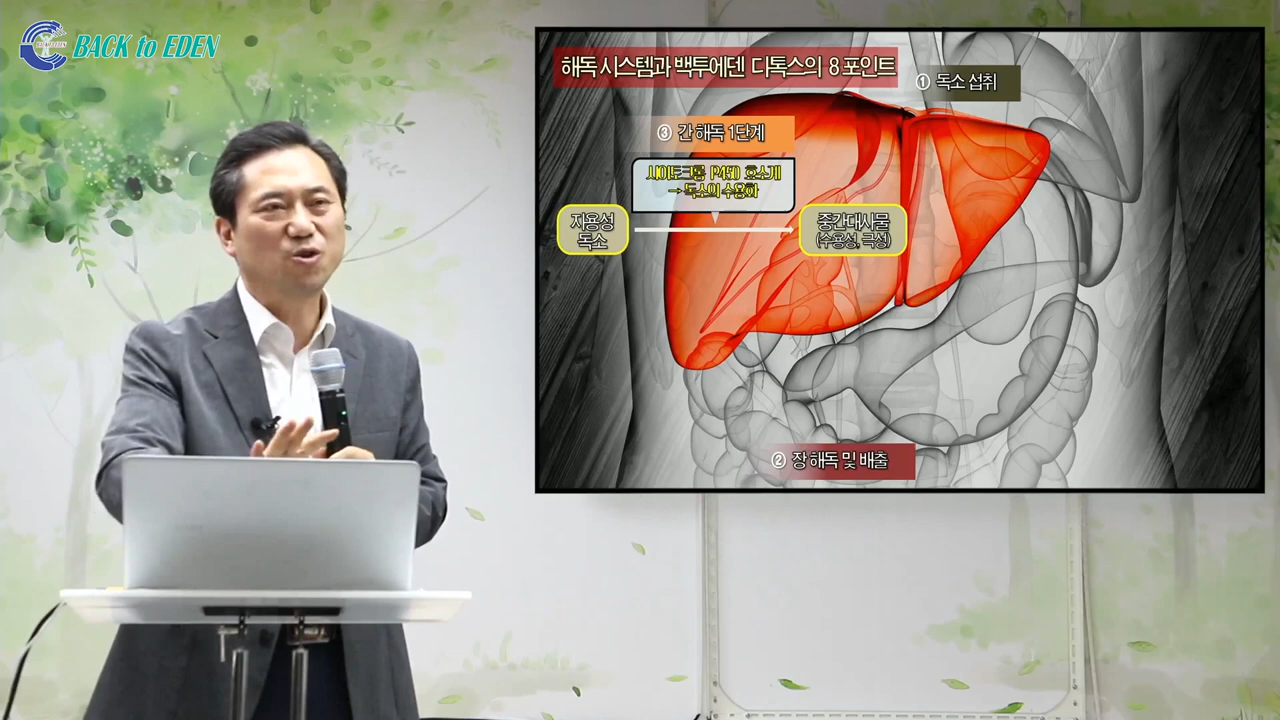 BACK to EDEN
해독 시스템과 백투에덴 디톡스의 8 포인트
① 독소 섭취
③ 간 해독 1단계
사이토크롬 P450 효소계
→ 독소의 수용화
지용성
독소
중간대사물
(수용성, 극성)
② 장 해독 및 배출